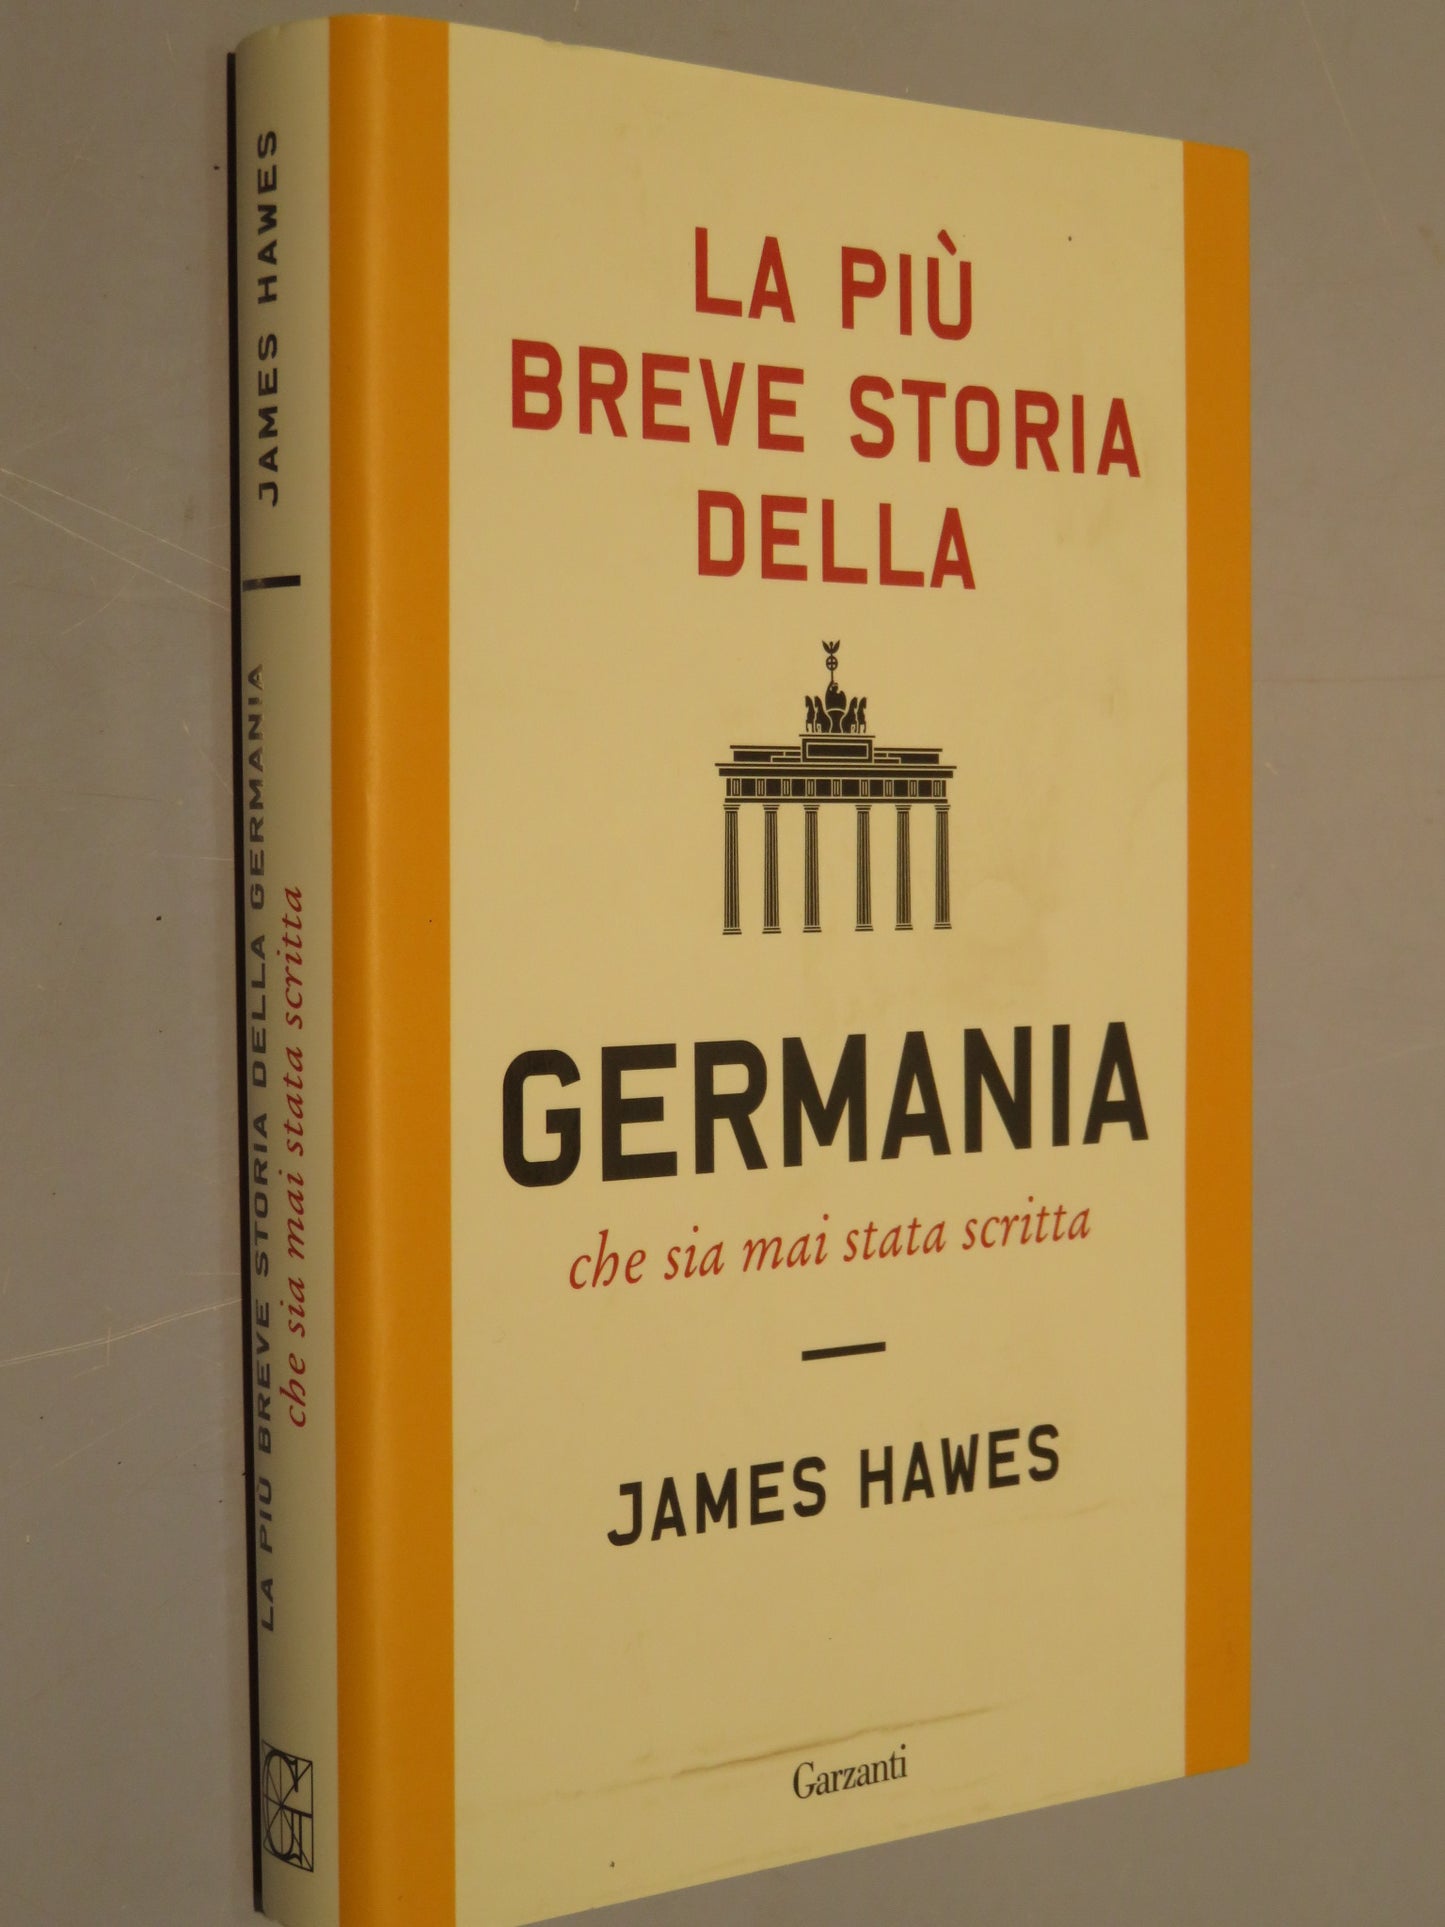 LA PIÙ
BREVE STORIA
DELLA
GERMANIA
che sia mai stata scritta
JAMES HAWES
Garzanti
LA PIÙ BREVE STORIA DELLA GERMANIA
che sia mai stata scritta
JAMES HAWES